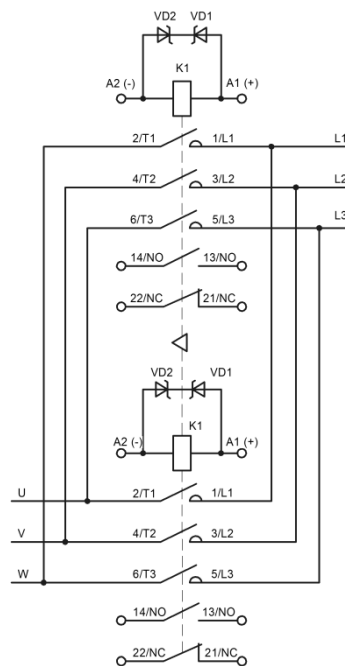 VD2 VD1
K1
A2 (-) A1 (+)
2/T1 1/L1 L1
4/T2 3/L2 L2
6/T3 5/L3 L3
14/NO 13/NO
22/NC 21/NC
VD2 VD1
K1
A2 (-) A1 (+)
U 2/T1 1/L1
V 4/T2 3/L2
W 6/T3 5/L3
14/NO 13/NO
22/NC 21/NC